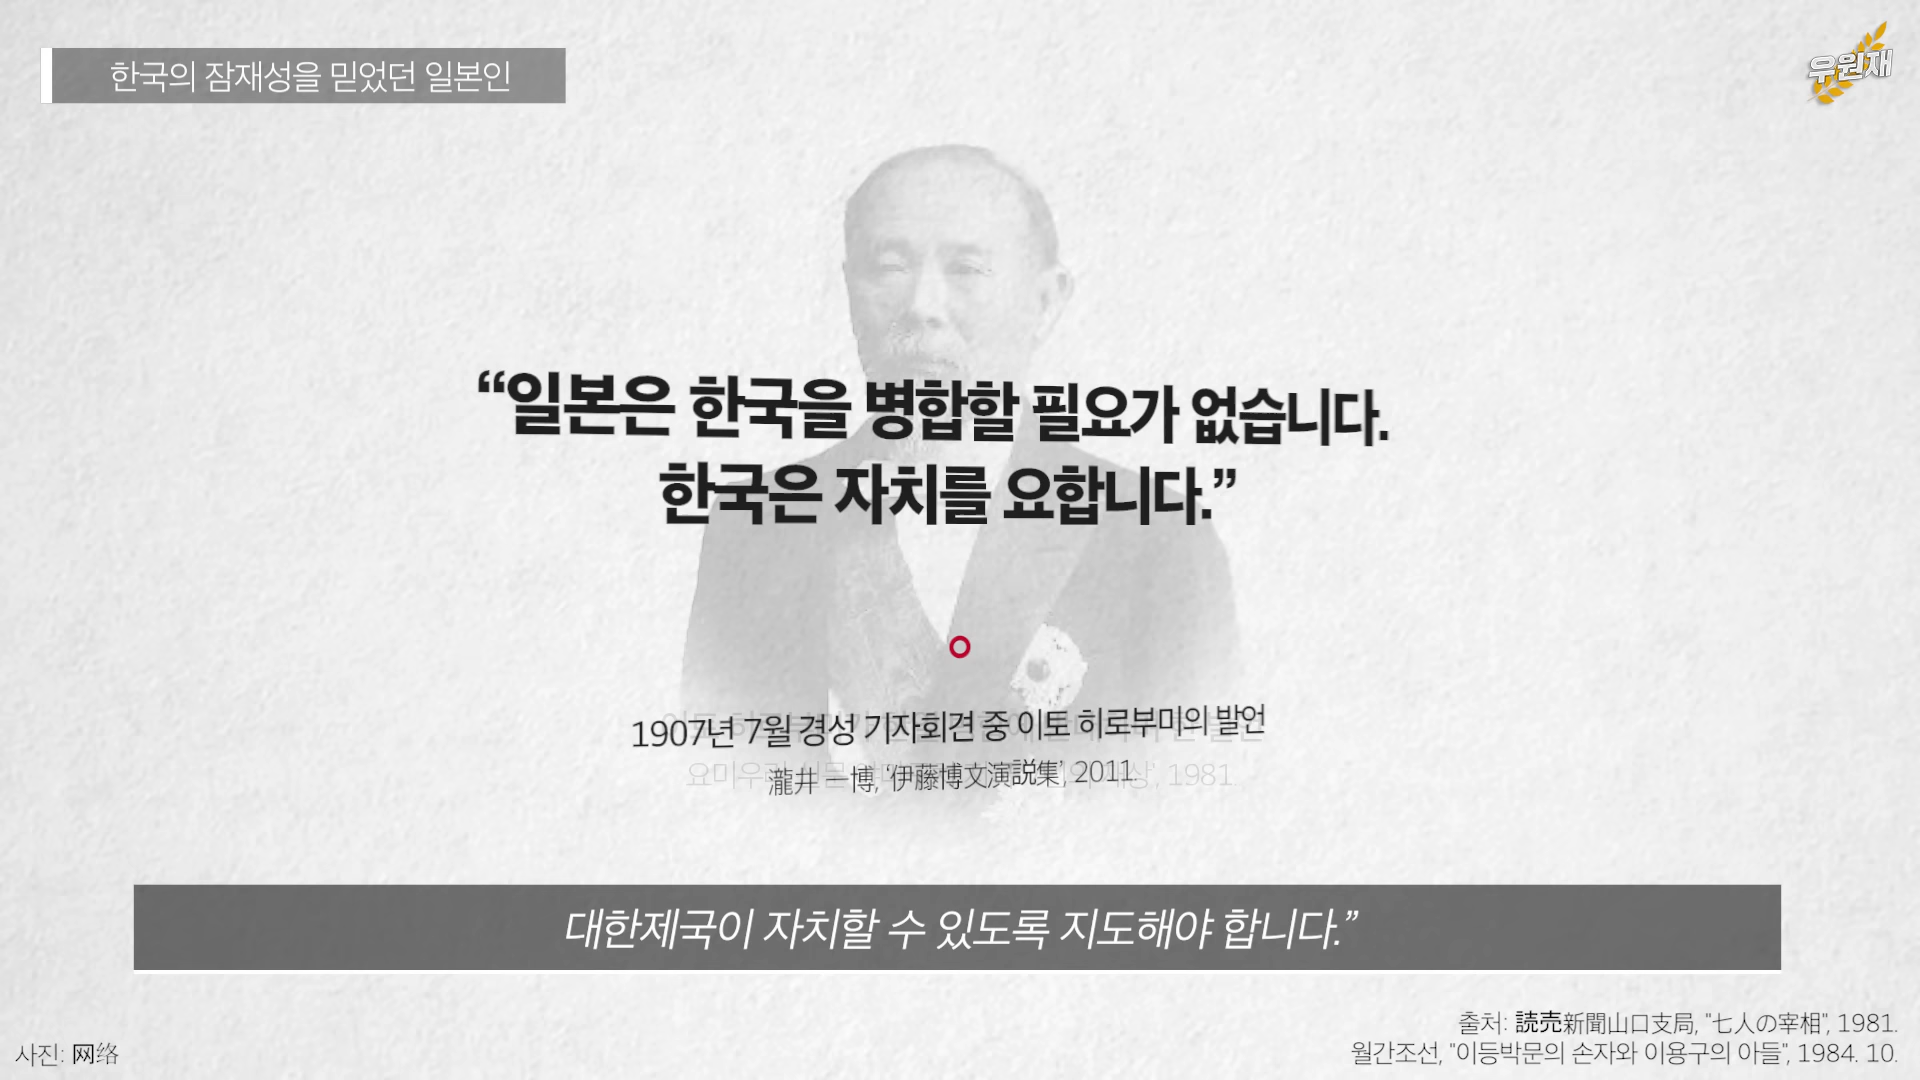 한국의 잠재성을 믿었던 일본인
우원재
“일본은 한국을 병합할 필요가 없습니다.
한국은 자치를 요합니다.”
1907년 7월 경성 기자회견 중 이토 히로부미의 발언
瀧井 一博, ‘伊藤博文演説集’, 2011.
요미우리 1981.
대한제국이 자치할 수 있도록 지도해야 합니다.”
출처: 読売新聞山口支局, "七人の宰相", 1981.
사진: 网络
월간조선, "이등박문의 손자와 이용구의 아들", 1984. 10.